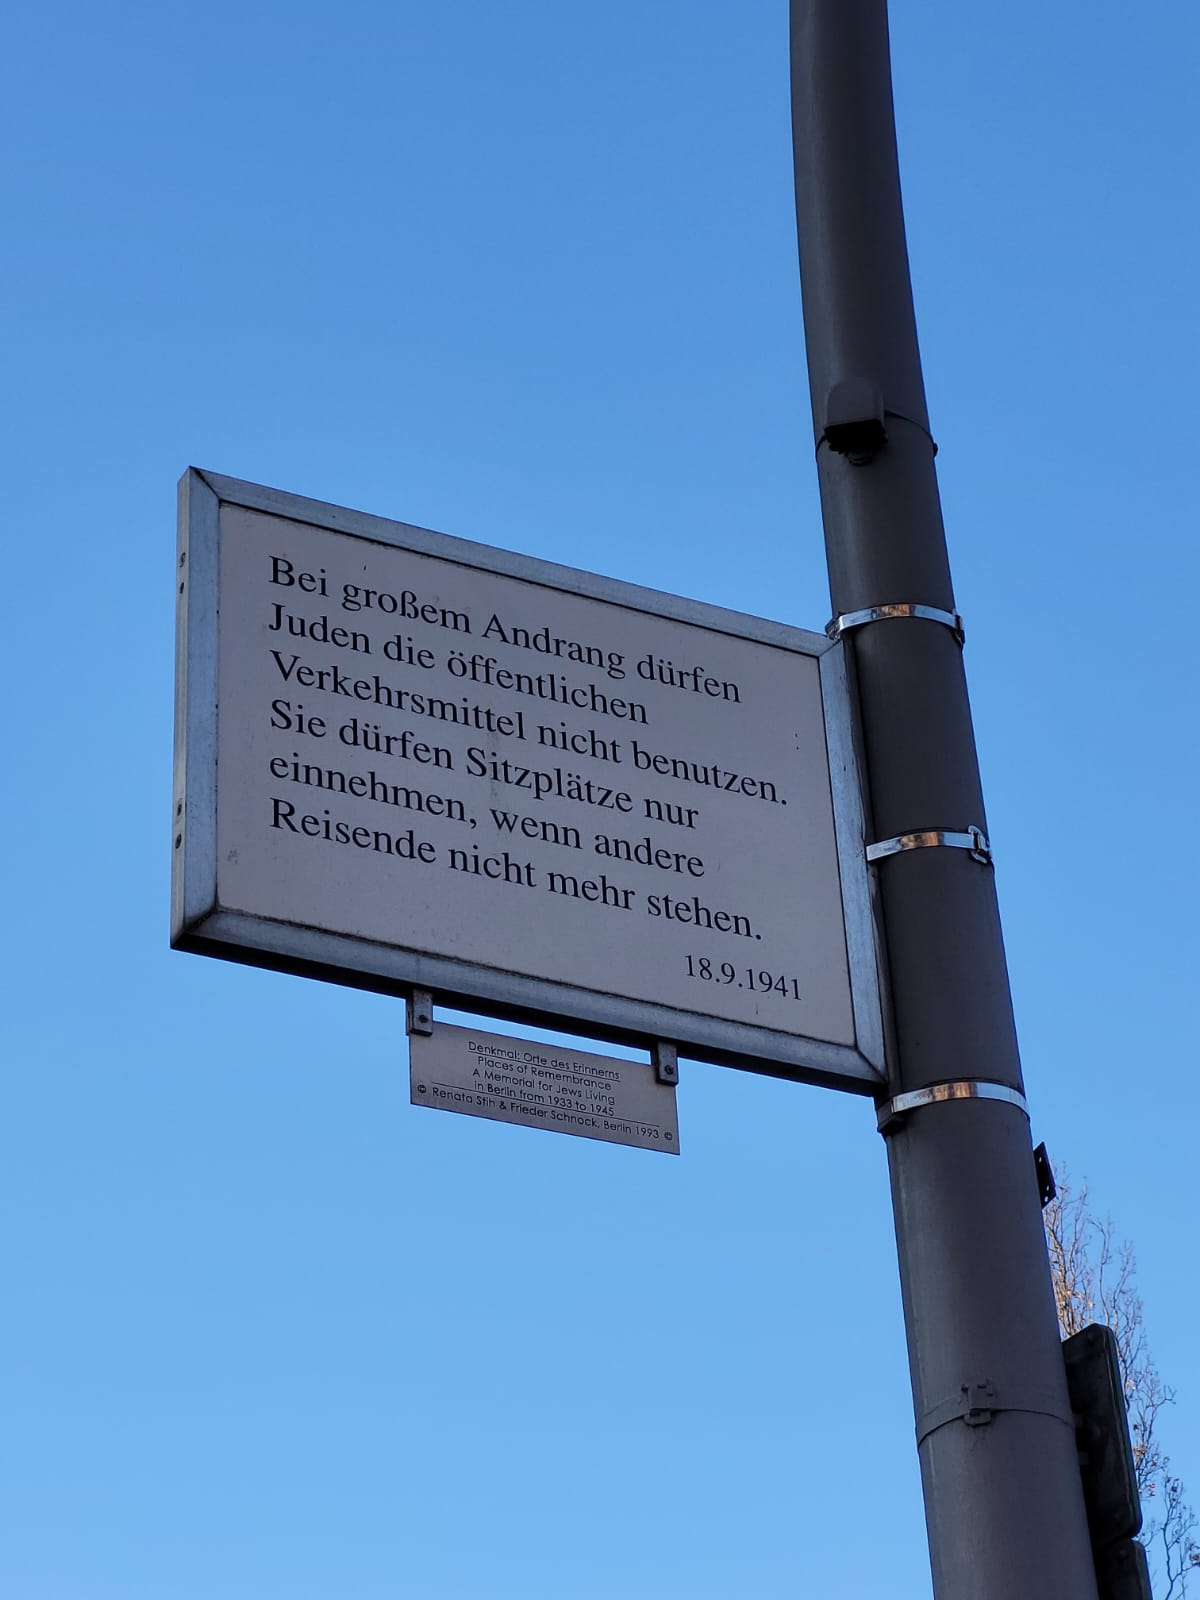 Bei großem Andrang dürfen
Juden die öffentlichen
Verkehrsmittel nicht benutzen.
Sie dürfen Sitzplätze nur
einnehmen, wenn andere
Reisende nicht mehr stehen.
18.9.1941
Denkmal: Orte des Erinnerns
Places of Remembrance
A Memorial for Jews Living
in Berlin from 1933 to 1945
© Renata Stih & Frieder Schnock, Berlin 1993 ©